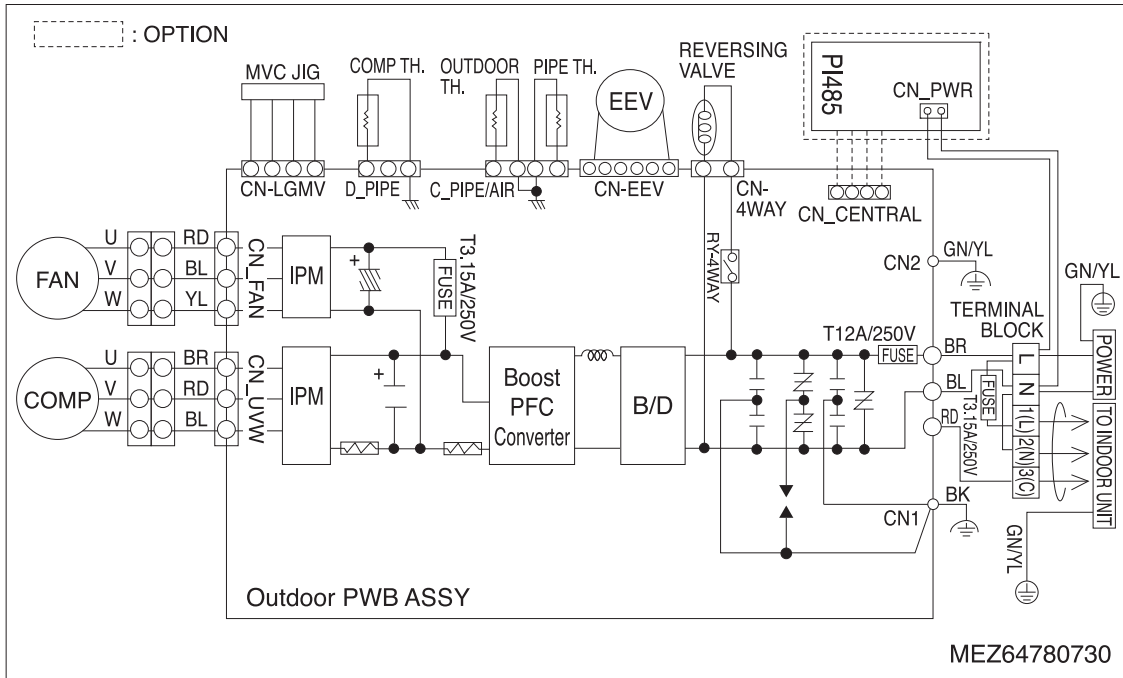 : OPTION
MVC JIG
COMP TH.
OUTDOOR
TH.
PIPE TH.
EEV
REVERSING
VALVE
PI485
CN_PWR
CN-LGMV
D_PIPE
C_PIPE/AIR
CN-EEV
CN-
4WAY
CN_CENTRAL
RY-4WAY
CN2
GN/YL
GN/YL
FAN
U
V
W
RD
BL
YL
CN_FAN
IPM
+
FUSE
T3.15A/250V
COMP
U
V
W
BR
RD
BL
CN_UVW
IPM
+
Boost
PFC
Converter
B/D
T12A/250V
FUSE
BR
BL
RD
TERMINAL
BLOCK
L
N
1(L)
2(N)
3(C)
FUSE
T3.15A/250V
POWER
TO INDOOR UNIT
CN1
BK
GN/YL
Outdoor PWB ASSY
MEZ64780730